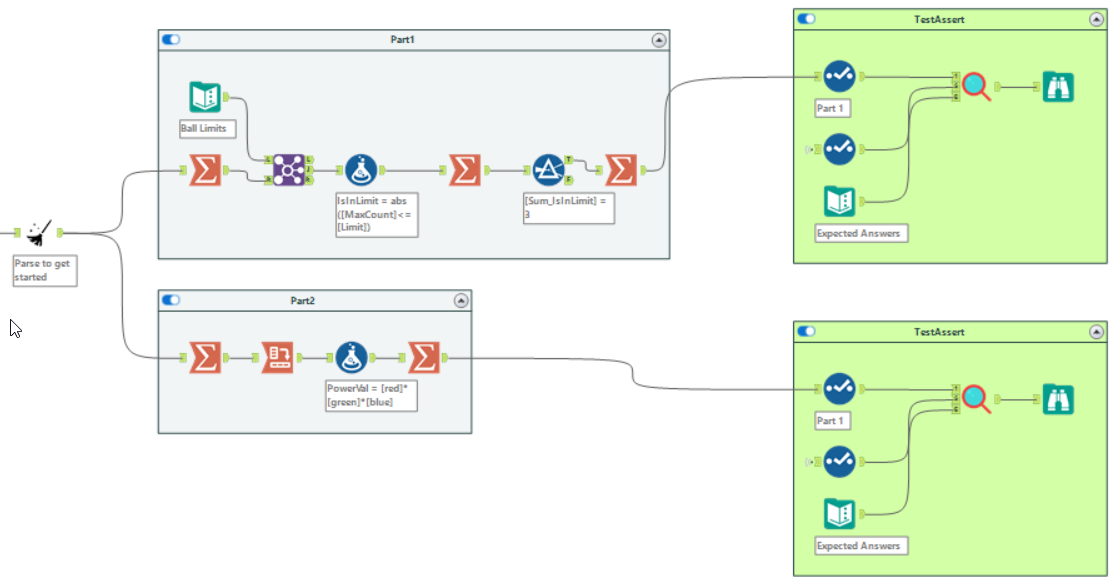 Part1
TestAssert
Part 1
Ball Limits
IsInLimit = abs
([MaxCount]<=
[Limit])
[Sum_IsInLimit] =
3
Expected Answers
Parse to get
started
Part2
PowerVal = [red]*
[green]*[blue]
TestAssert
Part 1
Expected Answers